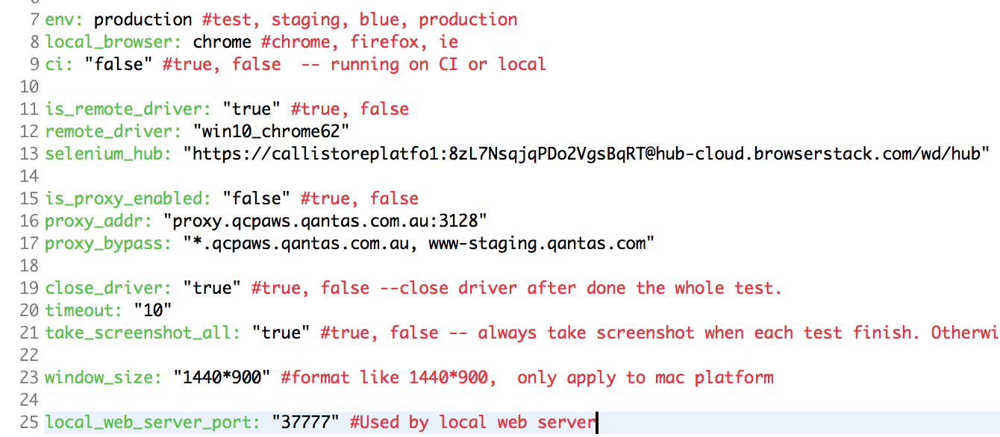 7 env: production #test, staging, blue, production
8 local_browser: chrome #chrome, firefox, ie
9 ci: "false" #true, false  -- running on CI or local
10
11 is_remote_driver: "true" #true, false
12 remote_driver: "win10_chrome62"
13 selenium_hub: "https://callistoreplatfo1:8zL7NsqjqPDo2VgsBqRT@hub-cloud.browserstack.com/wd/hub"
14
15 is_proxy_enabled: "false" #true, false
16 proxy_addr: "proxy.qcpaws.qantas.com.au:3128"
17 proxy_bypass: "*.qcpaws.qantas.com.au, www-staging.qantas.com"
18
19 close_driver: "true" #true, false --close driver after done the whole test.
20 timeout: "10"
21 take_screenshot_all: "true" #true, false -- always take screenshot when each test finish. Otherwi
22
23 window_size: "1440*900" #format like 1440*900,  only apply to mac platform
24
25 local_web_server_port: "37777" #Used by local web server